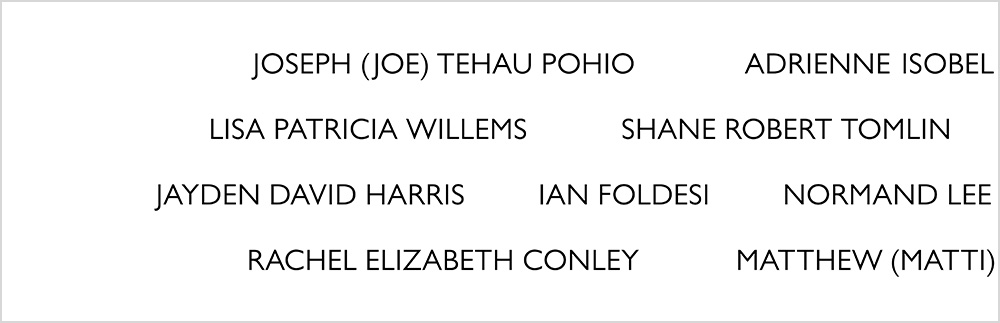 JOSEPH (JOE) TEHAU POHIO ADRIENNE ISOBEL
LISA PATRICIA WILLEMS SHANE ROBERT TOMLIN
JAYDEN DAVID HARRIS IAN FOLDESI NORMAND LEE
RACHEL ELIZABETH CONLEY MATTHEW (MATTI)